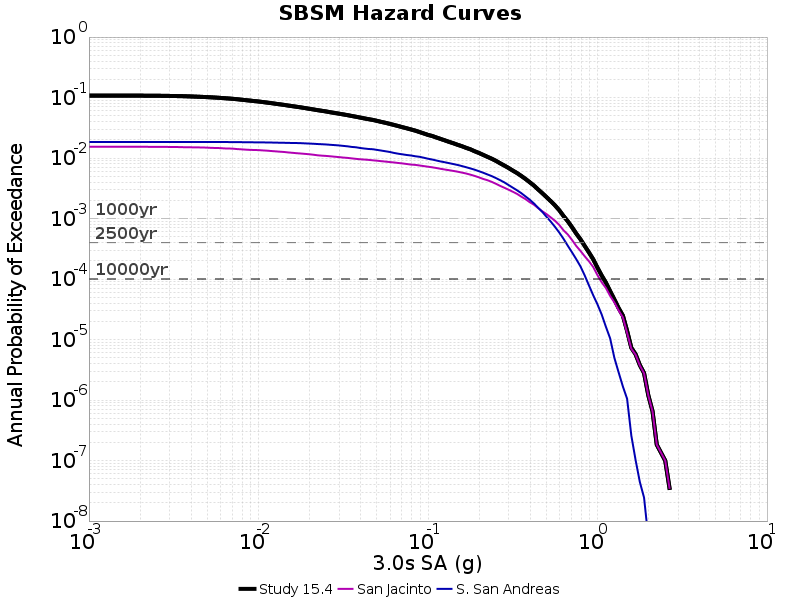 SBSM Hazard Curves
Annual Probability of Exceedance
10^0
10^-1
10^-2
10^-3
10^-4
10^-5
10^-6
10^-7
10^-8
1000yr
2500yr
10000yr
10^-3
10^-2
10^-1
10^0
10^1
3.0s SA (g)
Study 15.4 San Jacinto S. San Andreas